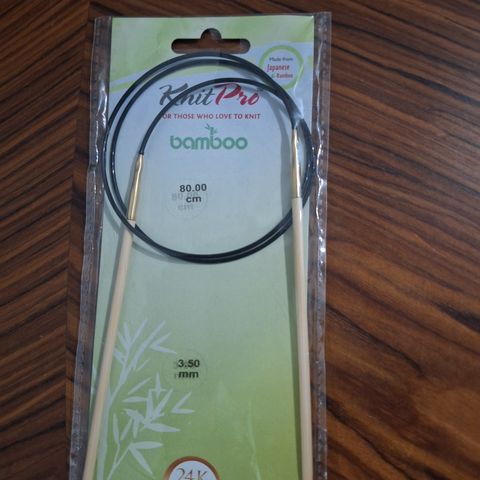 Made from
Japanese
Bamboo
KnitPro
FOR THOSE WHO LOVE TO KNIT
bamboo
80.00
cm
3.50
mm
24K